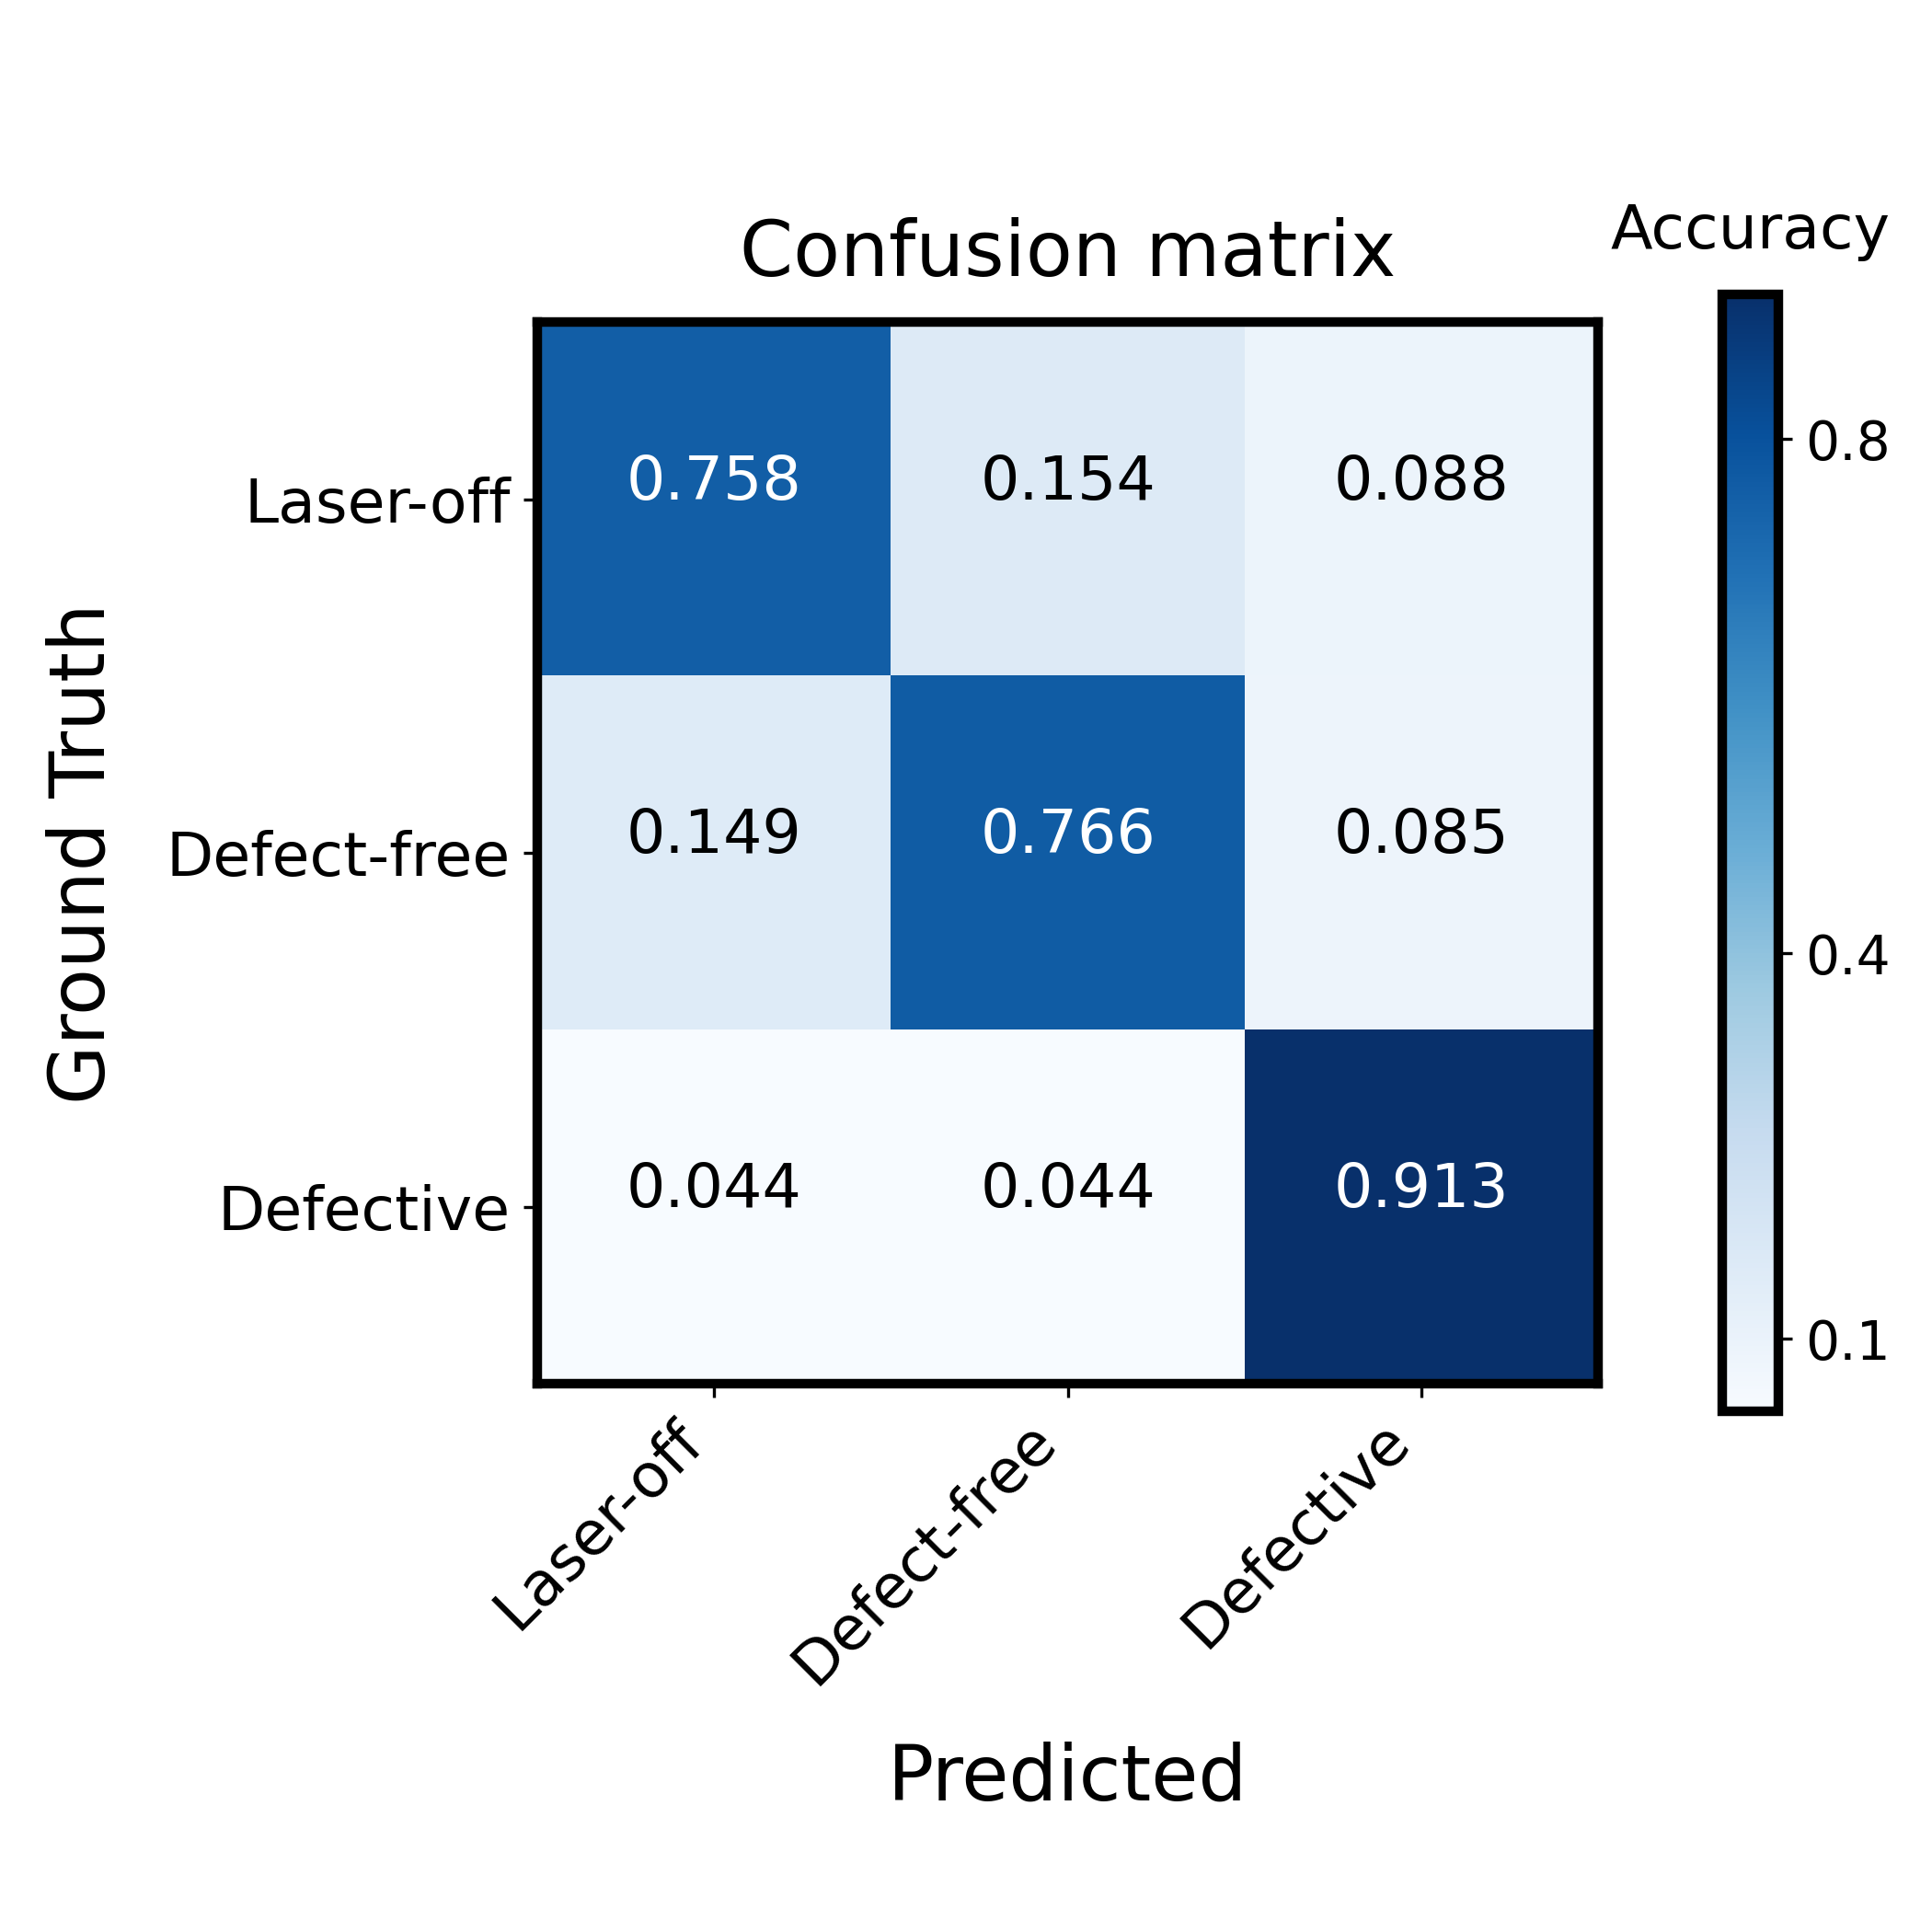 Confusion matrix
Accuracy
Ground Truth
Laser-off
0.758 0.154 0.088
Defect-free
0.149 0.766 0.085
Defective
0.044 0.044 0.913
0.8
0.4
0.1
Laser-off
Defect-free
Defective
Predicted